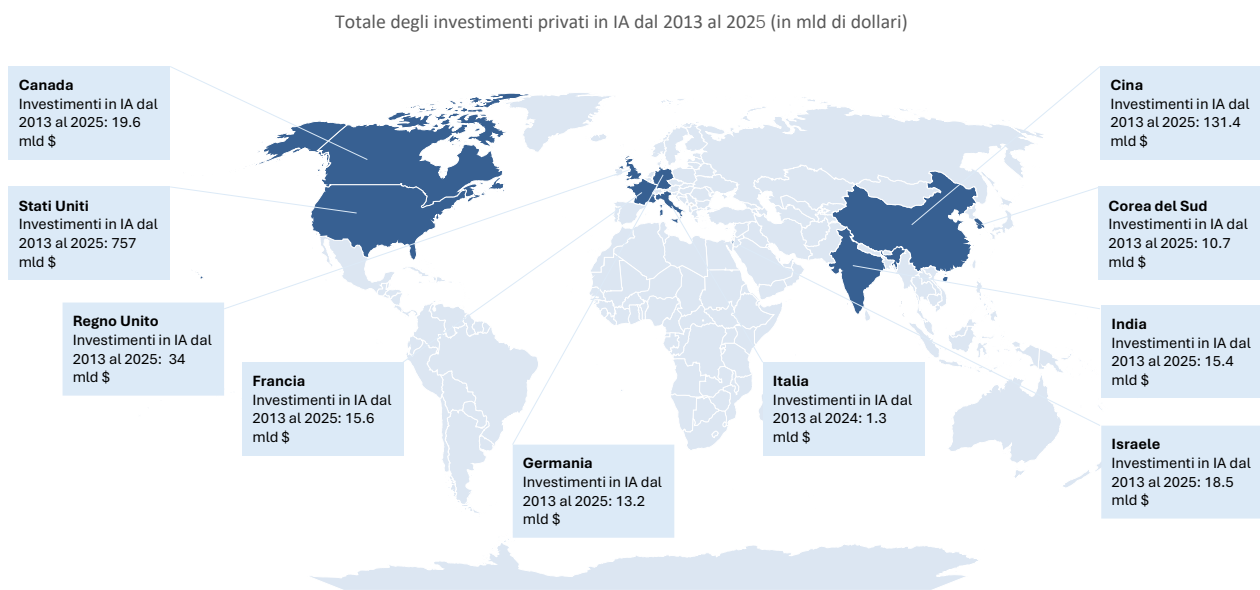 Totale degli investimenti privati in IA dal 2013 al 2025 (in mld di dollari)
Canada
Investimenti in IA dal
2013 al 2025: 19.6
mld $
Stati Uniti
Investimenti in IA dal
2013 al 2025: 757
mld $
Regno Unito
Investimenti in IA dal
2013 al 2025:  34
mld $
Francia
Investimenti in IA dal
2013 al 2025: 15.6
mld $
Germania
Investimenti in IA dal
2013 al 2025: 13.2
mld $
Italia
Investimenti in IA dal
2013 al 2024: 1.3
mld $
Cina
Investimenti in IA dal
2013 al 2025: 131.4
mld $
Corea del Sud
Investimenti in IA dal
2013 al 2025: 10.7
mld $
India
Investimenti in IA dal
2013 al 2025: 15.4
mld $
Israele
Investimenti in IA dal
2013 al 2025: 18.5
mld $